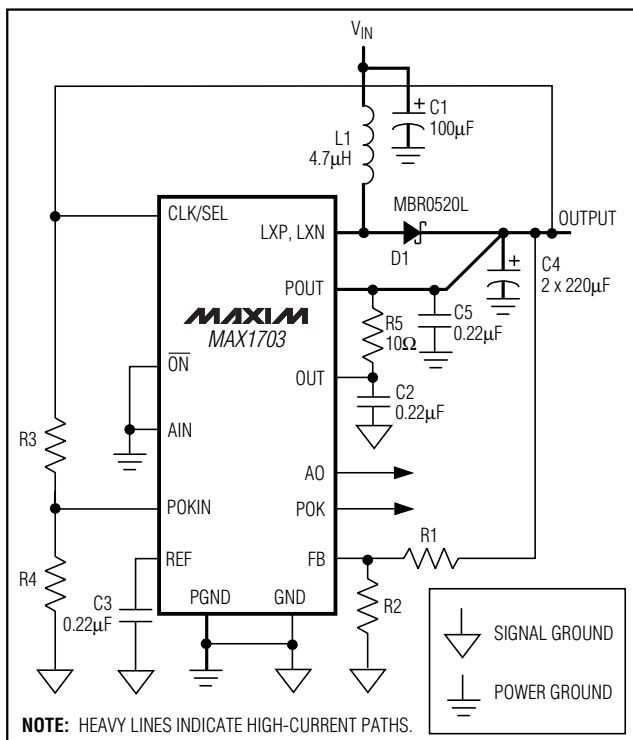 VIN
+
C1
100µF
L1
4.7µH
MBR0520L
CLK/SEL
LXP, LXN
OUTPUT
D1
+
C4
2 x 220µF
POUT
MAXIM
MAX1703
R5
10Ω
C5
0.22µF
ON
OUT
C2
0.22µF
R3
AIN
AO
POKIN
POK
R1
R4
REF
FB
C3
0.22µF
PGND
GND
R2
SIGNAL GROUND
POWER GROUND
NOTE: HEAVY LINES INDICATE HIGH-CURRENT PATHS.